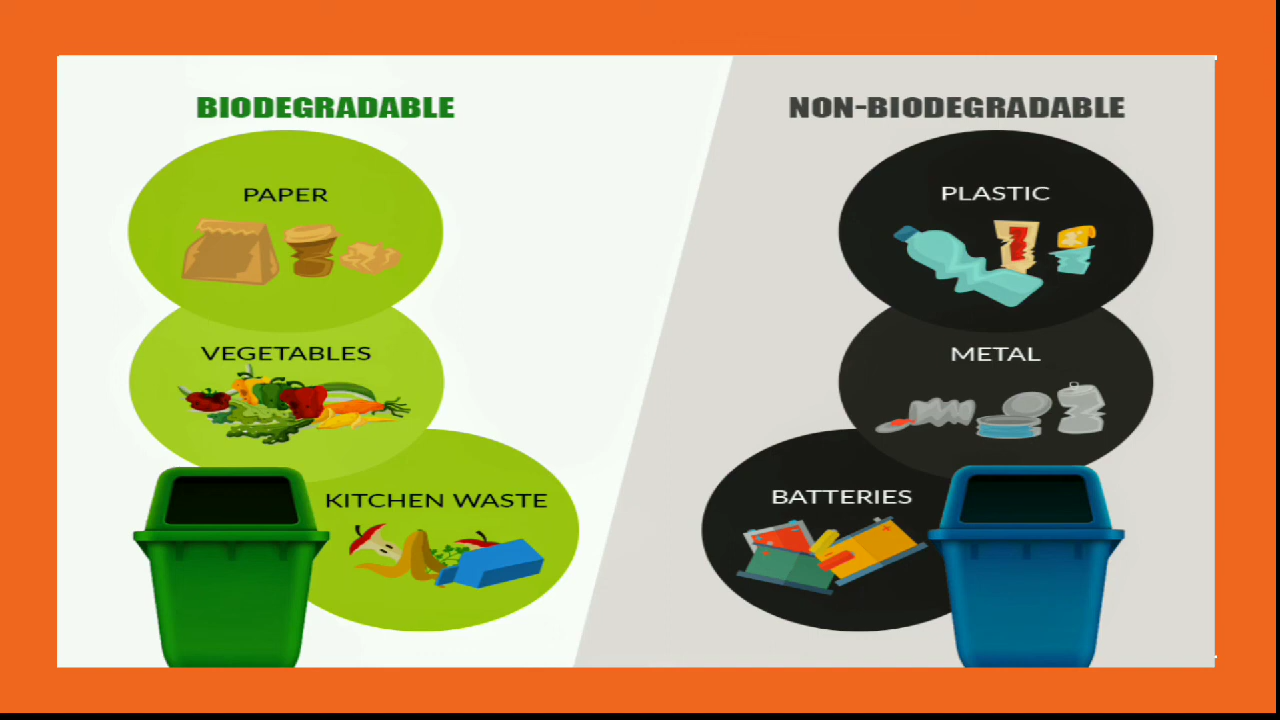 BIODEGRADABLE
PAPER
VEGETABLES
KITCHEN WASTE
NON-BIODEGRADABLE
PLASTIC
METAL
BATTERIES